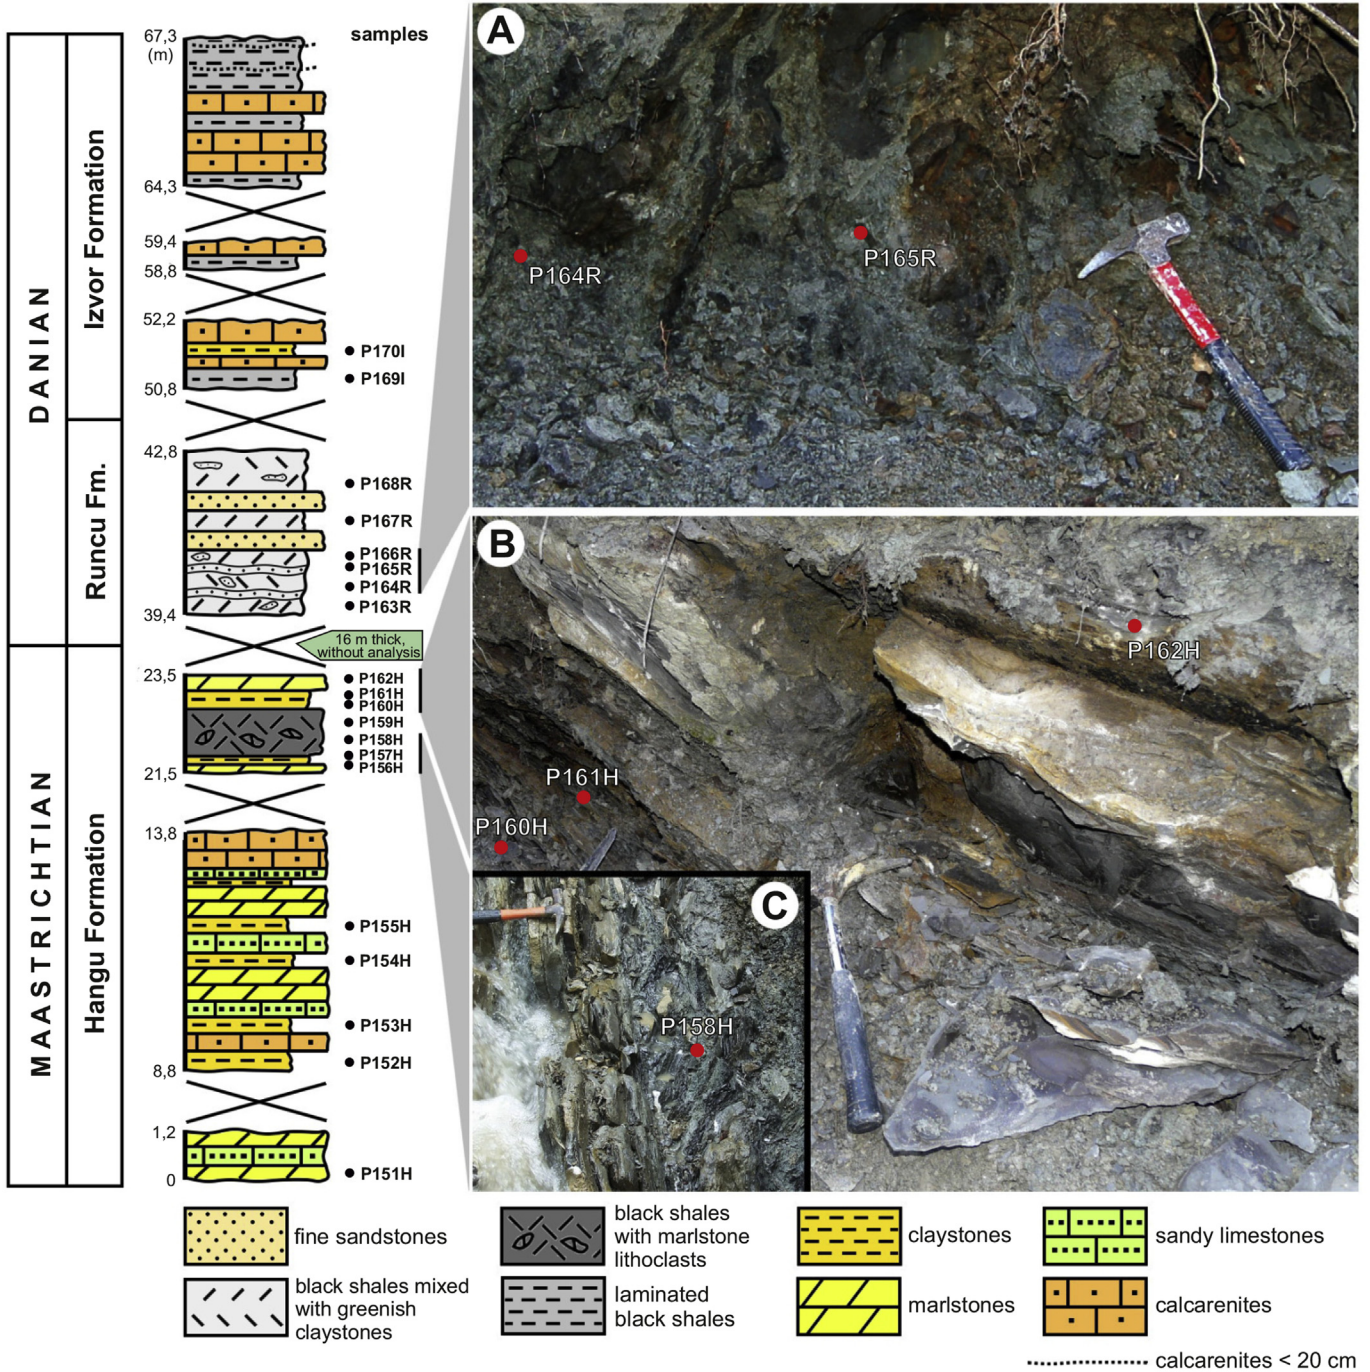 67,3
(m)
samples
DANIAN
Izvor Formation
64,3
59,4
58,8
52,2
P170I
P169I
50,8
Runcu Fm.
42,8
P168R
P167R
P166R
P165R
P164R
P163R
39,4
16 m thick,
without analysis
MAASTRICHTIAN
Hangu Formation
23,5
P162H
P161H
P160H
P159H
P158H
P157H
P156H
21,5
13,8
P155H
P154H
P153H
P152H
8,8
1,2
P151H
0
A
P164R
P165R
B
P162H
P161H
P160H
C
P158H
fine sandstones
black shales mixed
with greenish
claystones
black shales
with marlstone
lithoclasts
laminated
black shales
claystones
marlstones
sandy limestones
calcarenites
calcarenites < 20 cm